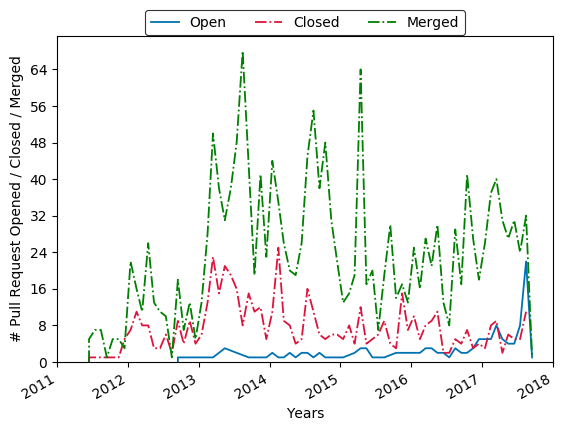 Open Closed Merged
# Pull Request Opened / Closed / Merged
64
56
48
40
32
24
16
8
0
2011 2012 2013 2014 2015 2016 2017 2018
Years